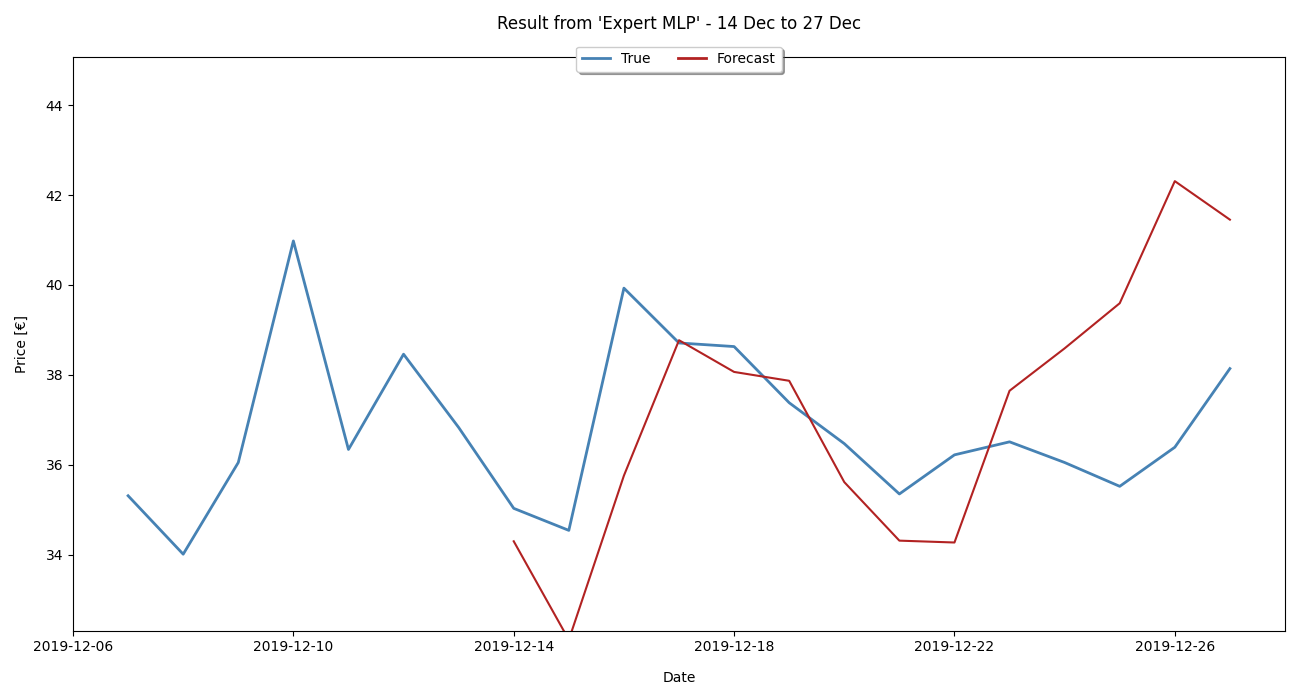 Result from 'Expert MLP' - 14 Dec to 27 Dec
True Forecast
44
42
40
38
36
34
Price [€]
2019-12-06 2019-12-10 2019-12-14 2019-12-18 2019-12-22 2019-12-26
Date